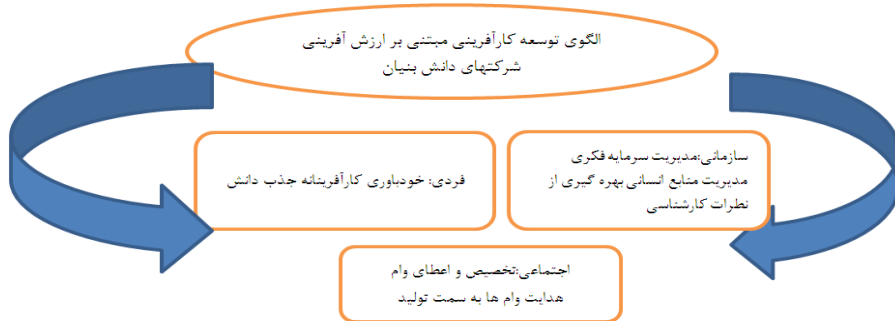 الگوی توسعه کارآفرینی مبتنی بر ارزش آفرینی
شرکتهای دانش بنیان
سازمانی:مدیریت سرمایه فکری
مدیریت منابع انسانی بهره گیری از
نظرات کارشناسی
فردی: خودباوری کارآفرینانه جذب دانش
اجتماعی:تخصیص و اعطای وام
هدایت وام ها به سمت تولید